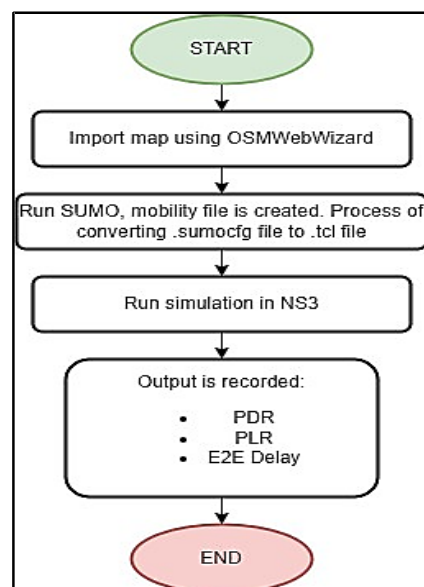 START
Import map using OSMWebWizard
Run SUMO, mobility file is created. Process of
converting .sumocfg file to .tcl file
Run simulation in NS3
Output is recorded:
• PDR
• PLR
• E2E Delay
END